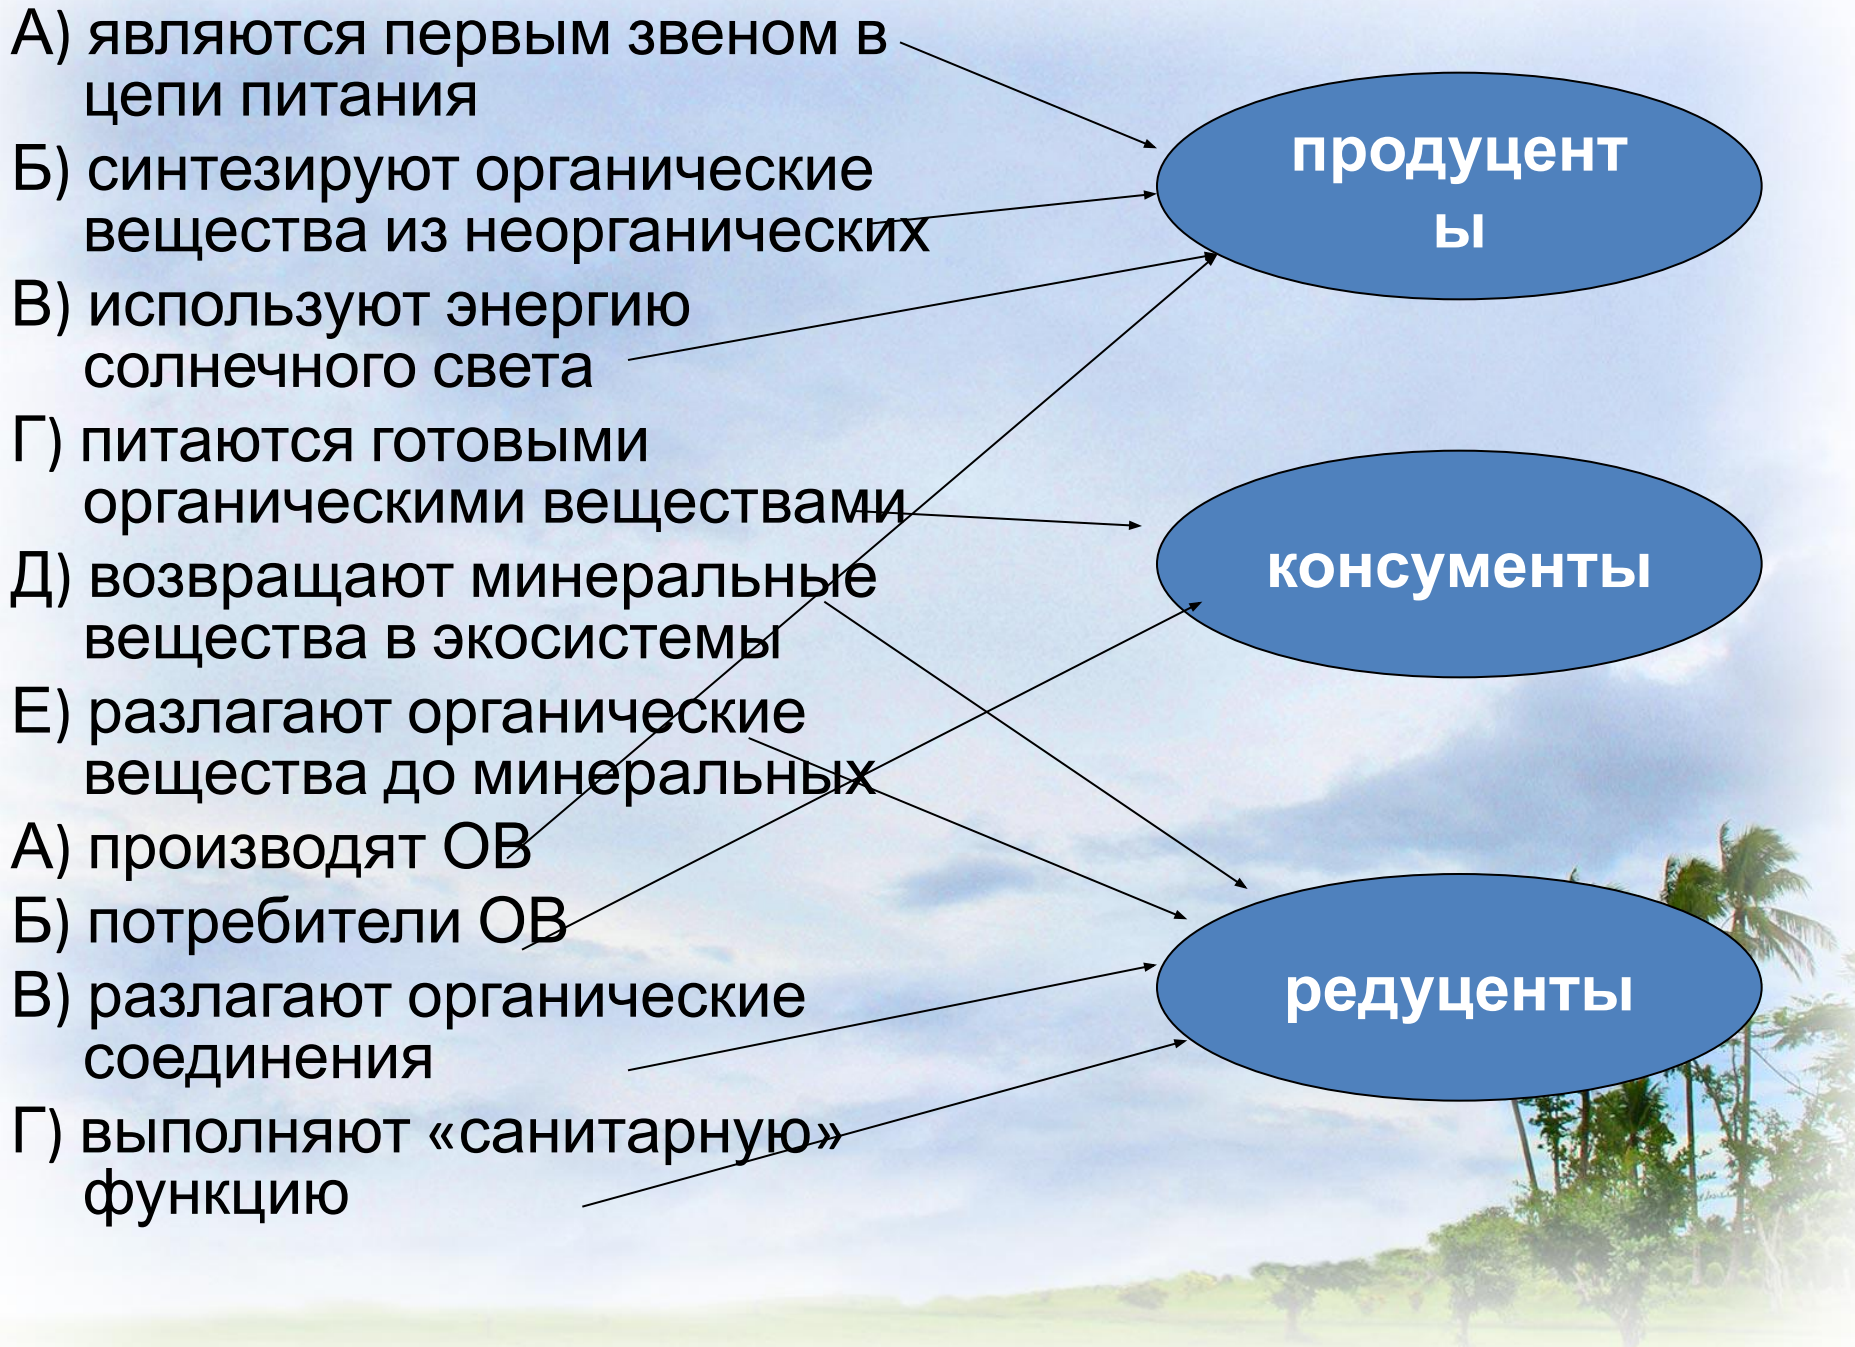 А) являются первым звеном в
цепи питания
Б) синтезируют органические
вещества из неорганических
В) используют энергию
солнечного света
Г) питаются готовыми
органическими веществами
Д) возвращают минеральные
вещества в экосистемы
Е) разлагают органические
вещества до минеральных
А) производят ОВ
Б) потребители ОВ
В) разлагают органические
соединения
Г) выполняют «санитарную»
функцию
продуцент
ы
консументы
редуценты